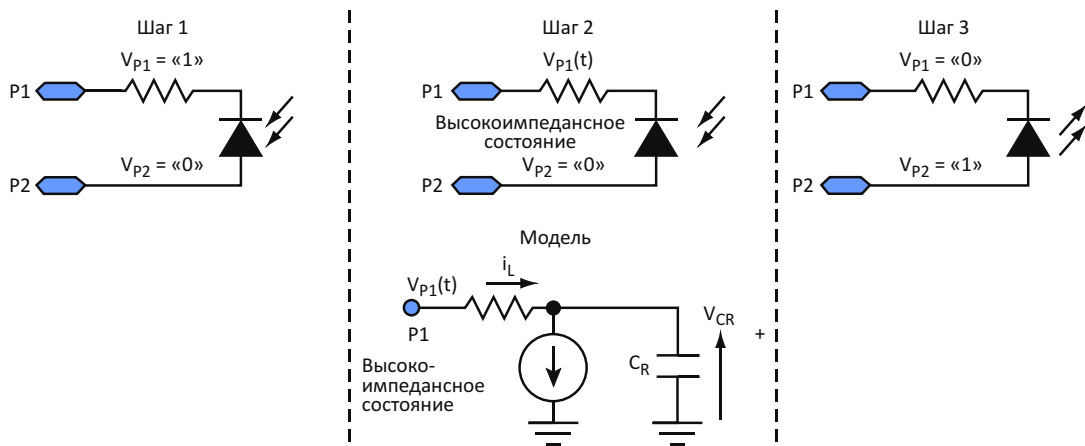 Шаг 1
V_P1 = «1»
P1
V_P2 = «0»
P2
Шаг 2
V_P1(t)
P1
Высокоимпедансное
состояние
V_P2 = «0»
P2
Модель
i_L
V_P1(t)
P1
Высоко-
импедансное
состояние
C_R
V_CR
+
Шаг 3
V_P1 = «0»
P1
V_P2 = «1»
P2